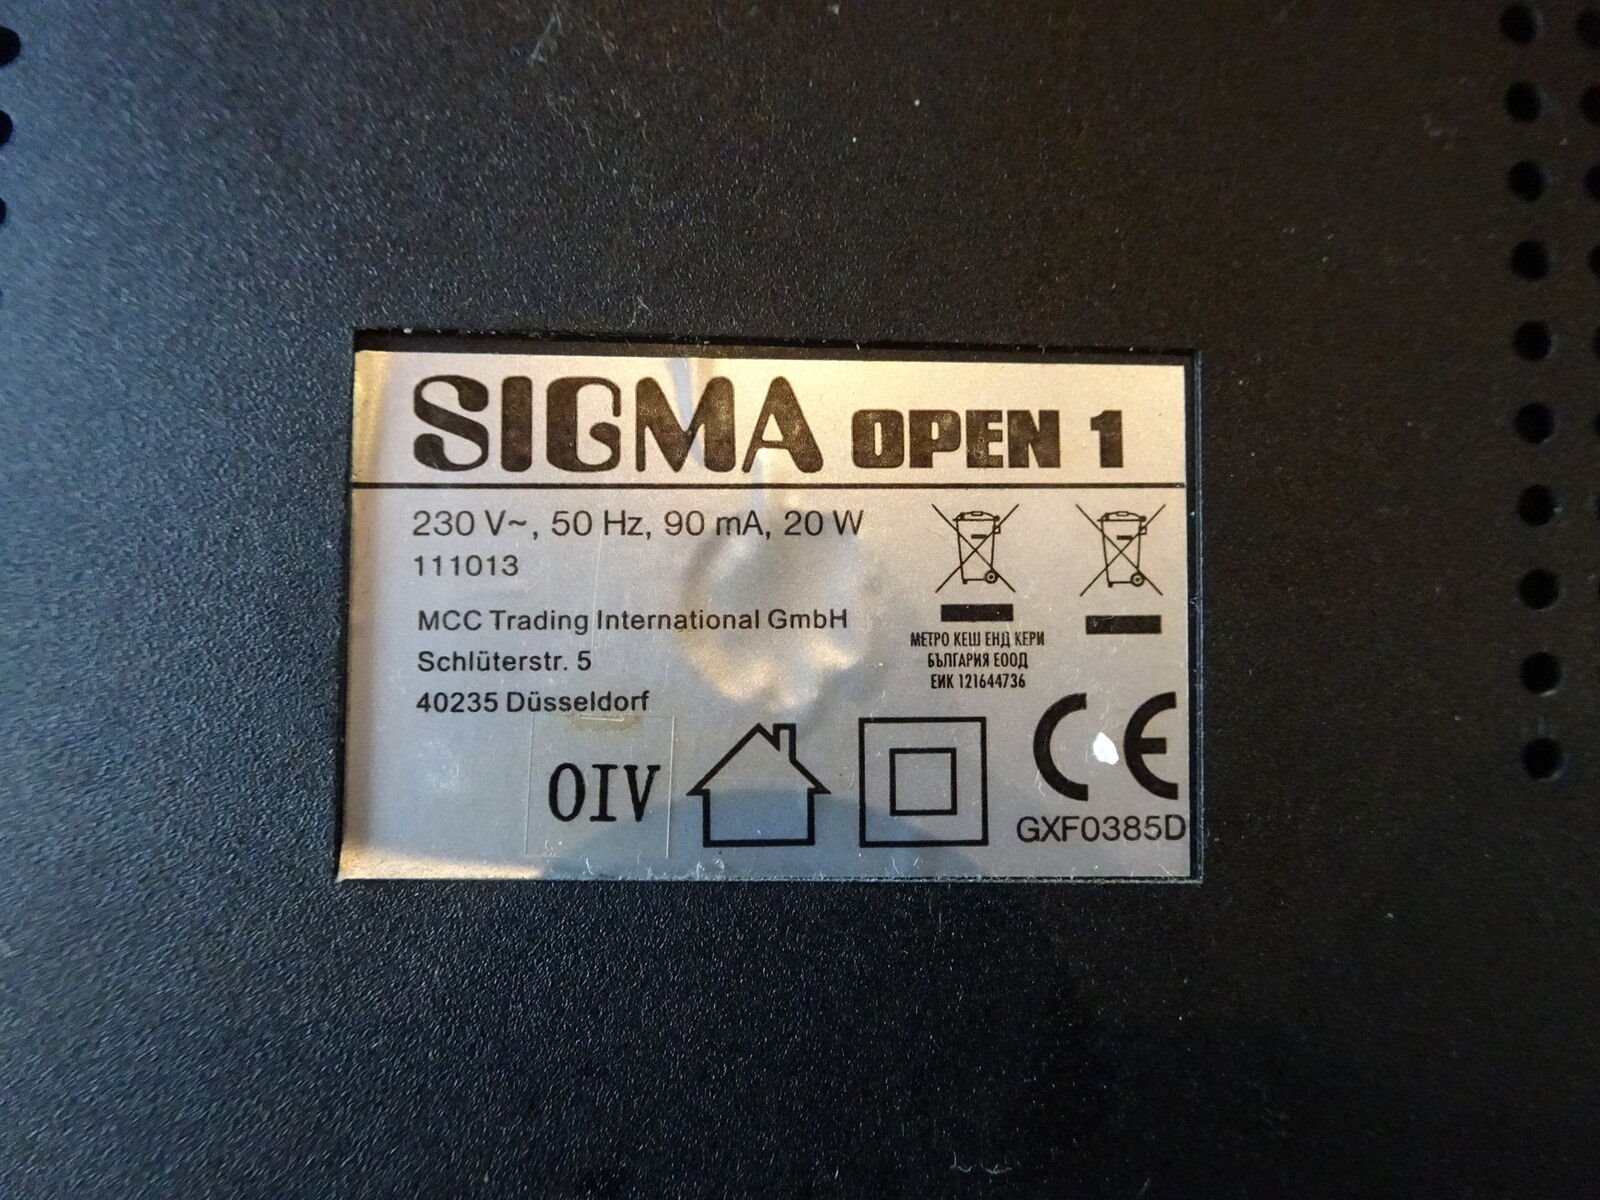 SIGMA OPEN 1
230 V~, 50 Hz, 90 mA, 20 W
111013
MCC Trading International GmbH
Schlüterstr. 5
40235 Düsseldorf
МЕТРО КЕШ ЕНД КЕРИ
БЪЛГАРИЯ ЕООД
ЕИК 121644736
OIV
CE
GXF0385D